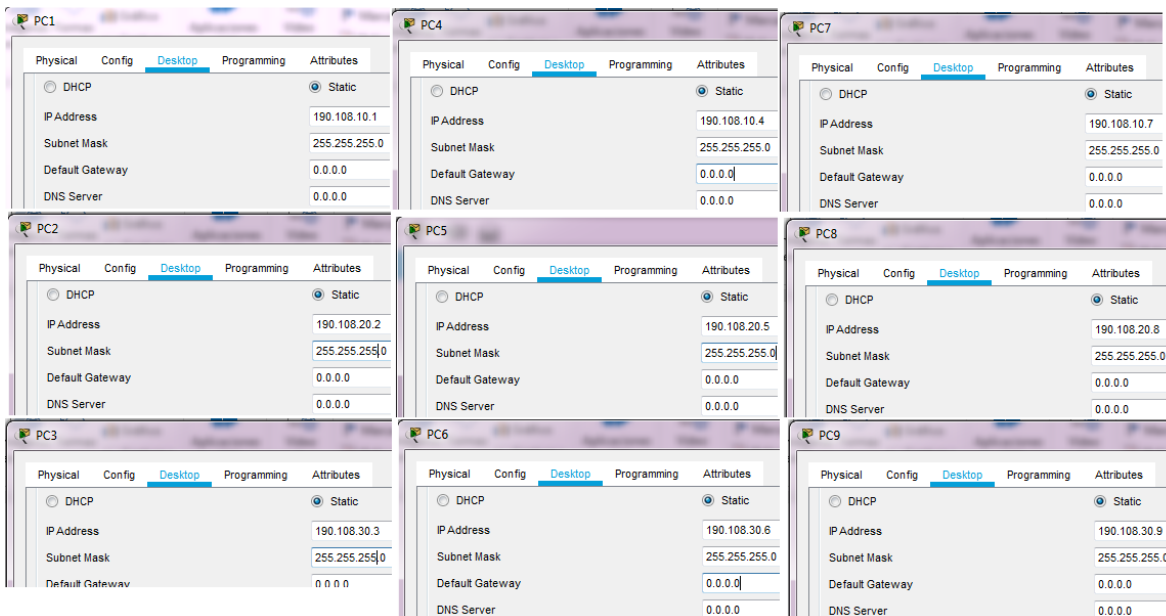 PC1
Physical Config Desktop Programming Attributes
DHCP Static
IP Address 190.108.10.1
Subnet Mask 255.255.255.0
Default Gateway 0.0.0.0
DNS Server 0.0.0.0
PC4
Physical Config Desktop Programming Attributes
DHCP Static
IP Address 190.108.10.4
Subnet Mask 255.255.255.0
Default Gateway 0.0.0.0
DNS Server 0.0.0.0
PC7
Physical Config Desktop Programming Attributes
DHCP Static
IP Address 190.108.10.7
Subnet Mask 255.255.255.0
Default Gateway 0.0.0.0
DNS Server 0.0.0.0
PC2
Physical Config Desktop Programming Attributes
DHCP Static
IP Address 190.108.20.2
Subnet Mask 255.255.255.0
Default Gateway 0.0.0.0
DNS Server 0.0.0.0
PC5
Physical Config Desktop Programming Attributes
DHCP Static
IP Address 190.108.20.5
Subnet Mask 255.255.255.0
Default Gateway 0.0.0.0
DNS Server 0.0.0.0
PC8
Physical Config Desktop Programming Attributes
DHCP Static
IP Address 190.108.20.8
Subnet Mask 255.255.255.0
Default Gateway 0.0.0.0
DNS Server 0.0.0.0
PC3
Physical Config Desktop Programming Attributes
DHCP Static
IP Address 190.108.30.3
Subnet Mask 255.255.255.0
Default Gateway 0.0.0.0
PC6
Physical Config Desktop Programming Attributes
DHCP Static
IP Address 190.108.30.6
Subnet Mask 255.255.255.0
Default Gateway 0.0.0.0
DNS Server 0.0.0.0
PC9
Physical Config Desktop Programming Attributes
DHCP Static
IP Address 190.108.30.9
Subnet Mask 255.255.255.0
Default Gateway 0.0.0.0
DNS Server 0.0.0.0